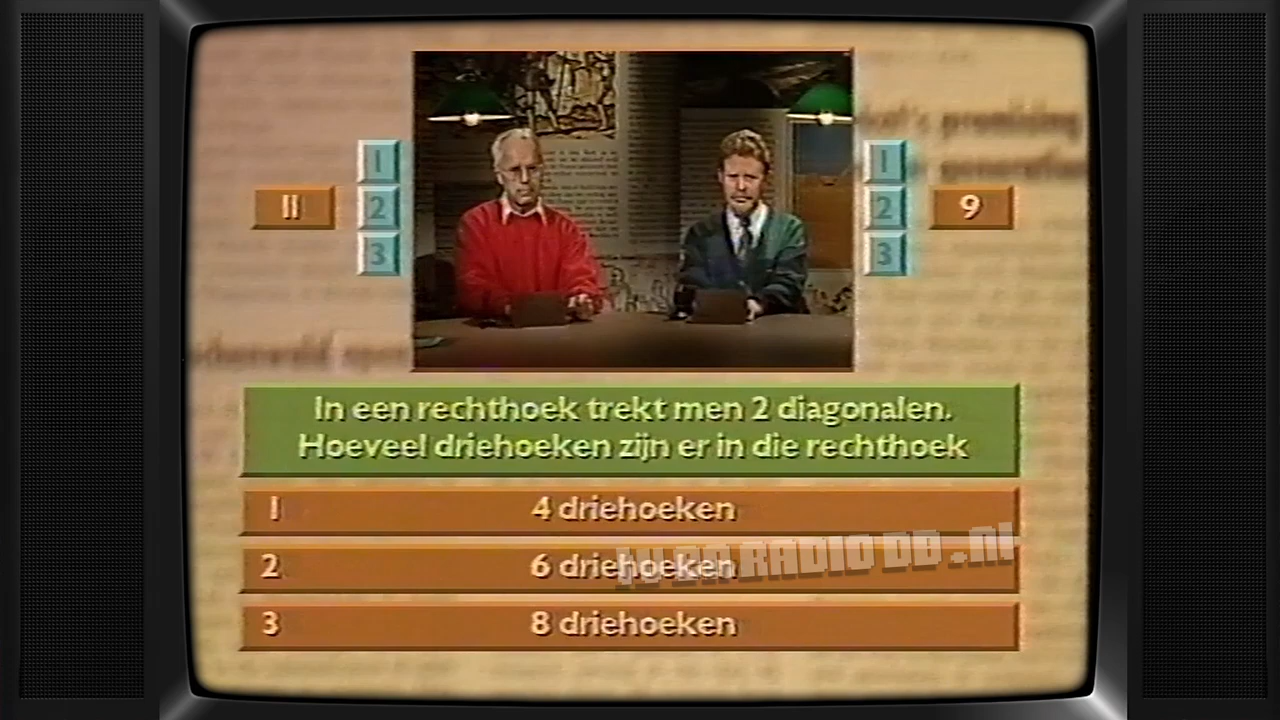 1
2
3
11
1
2
3
9
In een rechthoek trekt men 2 diagonalen.
Hoeveel driehoeken zijn er in die rechthoek
1 4 driehoeken
2 6 driehoeken
3 8 driehoeken
promising